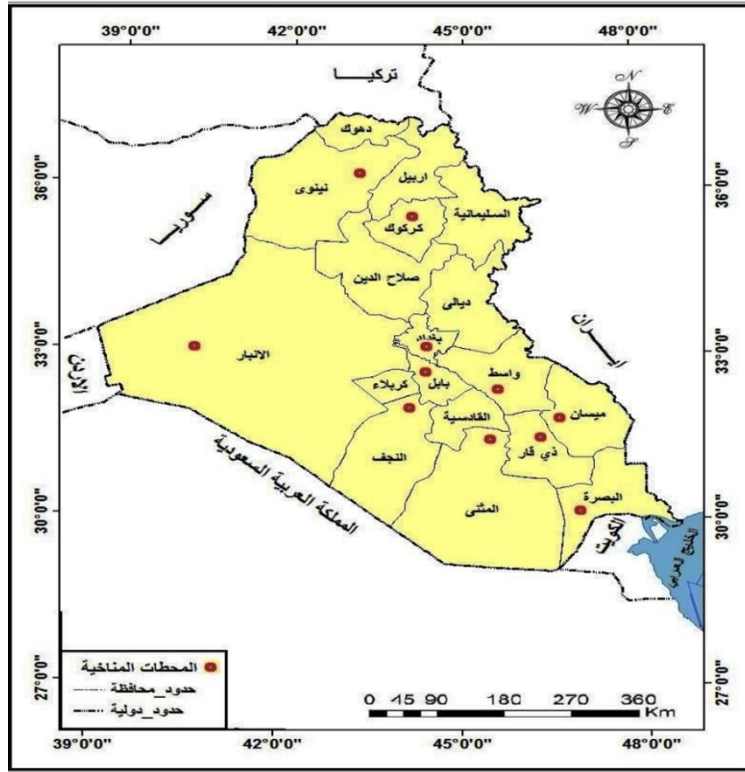 39°0'0" 42°0'0" 45°0'0" 48°0'0"
تركيـــا
N
W E
S
دهوك
36°0'0" 36°0'0"
نينوى
اربيل
السليمانية
كركوك
سـوريـــا
صلاح الدين
ديالى
ايـــران
33°0'0" 33°0'0"
بغداد
الانبار
الاردن
واسط
بابل
كربلاء
ميسان
القادسية
النجف
ذي قار
المملكة العربية السعودية
البصرة
المثنى
30°0'0" 30°0'0"
الكويت
الخليج العربي
المحطات المناخية
حدود_محافظة
حدود_دولية
27°0'0" 27°0'0"
0 45 90 180 270 360
Km
39°0'0" 42°0'0" 45°0'0" 48°0'0"